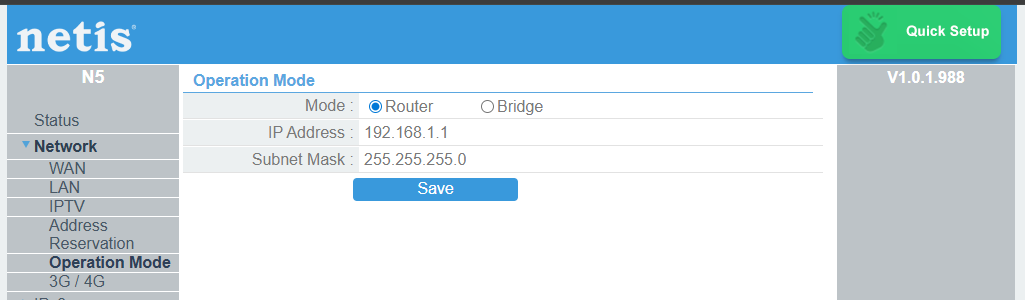 netis
Quick Setup
N5
V1.0.1.988
Operation Mode
Mode : Router Bridge
IP Address : 192.168.1.1
Subnet Mask : 255.255.255.0
Save
Status
Network
WAN
LAN
IPTV
Address
Reservation
Operation Mode
3G / 4G